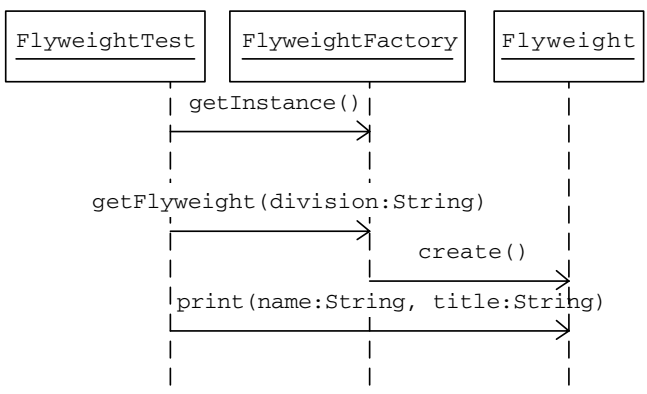 FlyweightTest
FlyweightFactory
Flyweight
getInstance()
getFlyweight(division:String)
create()
print(name:String, title:String)